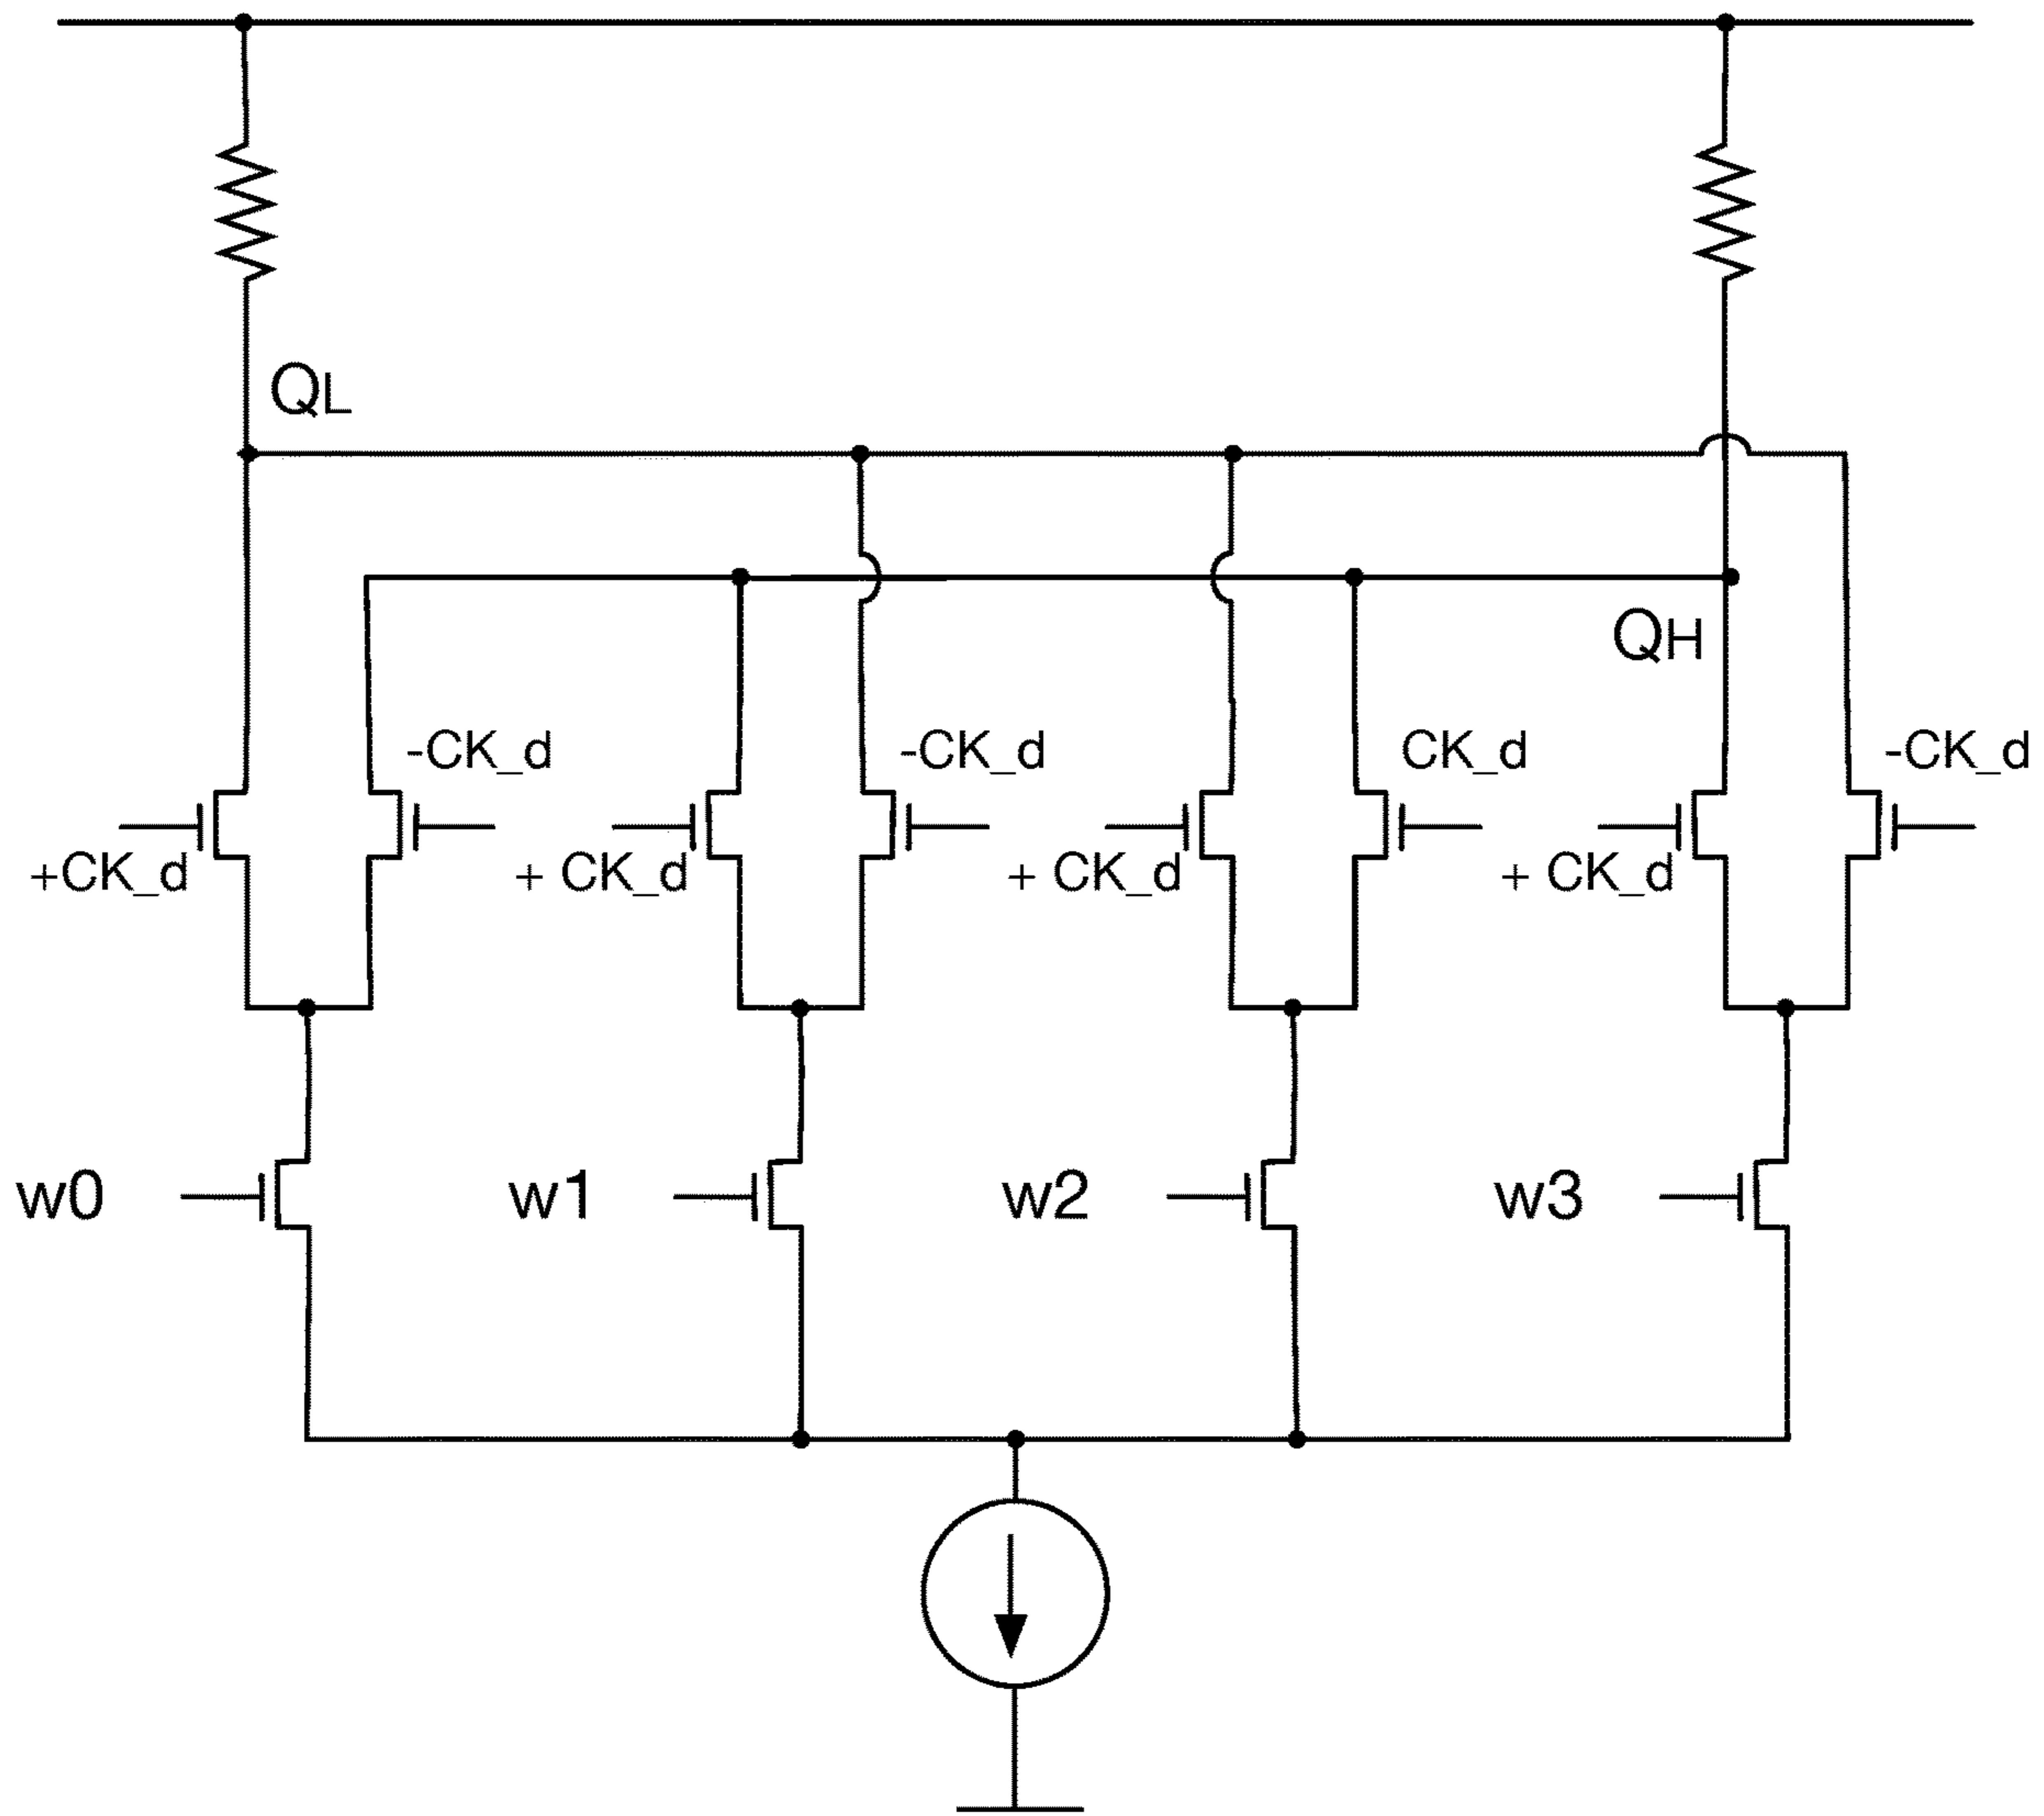 QL
QH
-CK_d
-CK_d
CK_d
-CK_d
+CK_d
+ CK_d
+ CK_d
+ CK_d
w0
w1
w2
w3